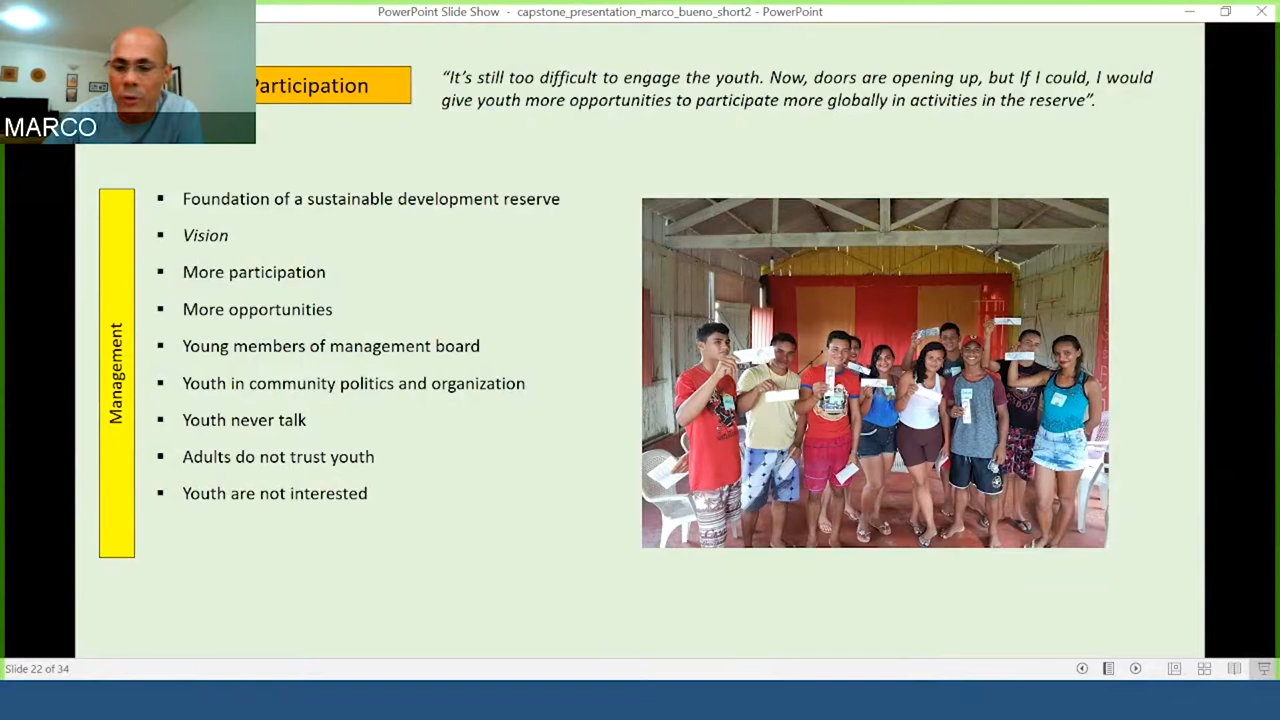 PowerPoint Slide Show - capstone_presentation_marco_bueno_short2 - PowerPoint
Participation
“It’s still too difficult to engage the youth. Now, doors are opening up, but If I could, I would
give youth more opportunities to participate more globally in activities in the reserve”.
MARCO
Management
▪ Foundation of a sustainable development reserve
▪ Vision
▪ More participation
▪ More opportunities
▪ Young members of management board
▪ Youth in community politics and organization
▪ Youth never talk
▪ Adults do not trust youth
▪ Youth are not interested
Slide 22 of 34